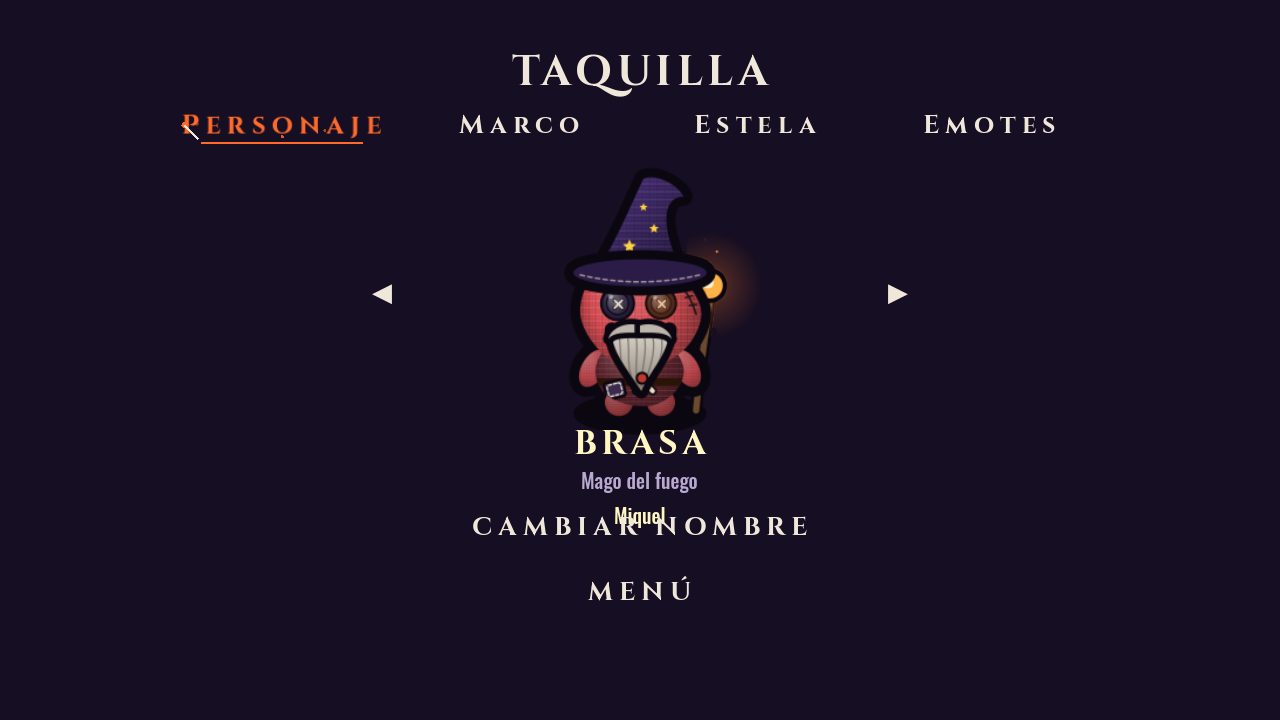 TAQUILLA
PERSONAJE MARCO ESTELA EMOTES
BRASA
Mago del fuego
Miquel
CAMBIAR NOMBRE
MENÚ